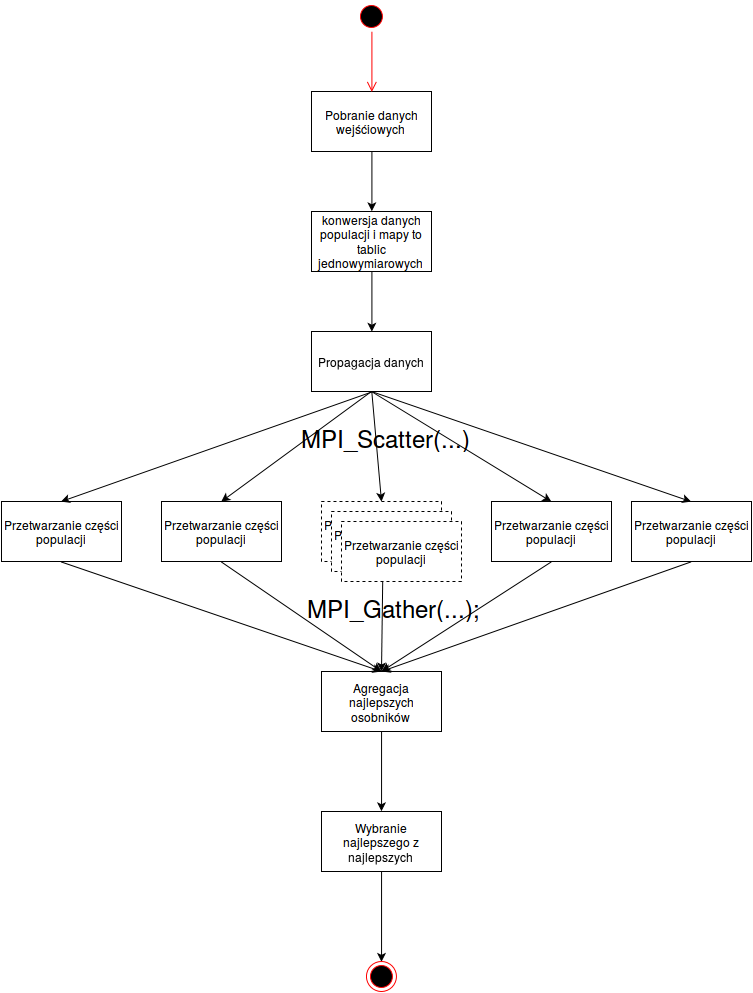 Pobranie danych
wejśćiowych
konwersja danych
populacji i mapy to
tablic
jednowymiarowych
Propagacja danych
MPI_Scatter(...)
Przetwarzanie części
populacji
Przetwarzanie części
populacji
P
P
Przetwarzanie części
populacji
Przetwarzanie części
populacji
Przetwarzanie części
populacji
MPI_Gather(...);
Agregacja
najlepszych
osobników
Wybranie
najlepszego z
najlepszych